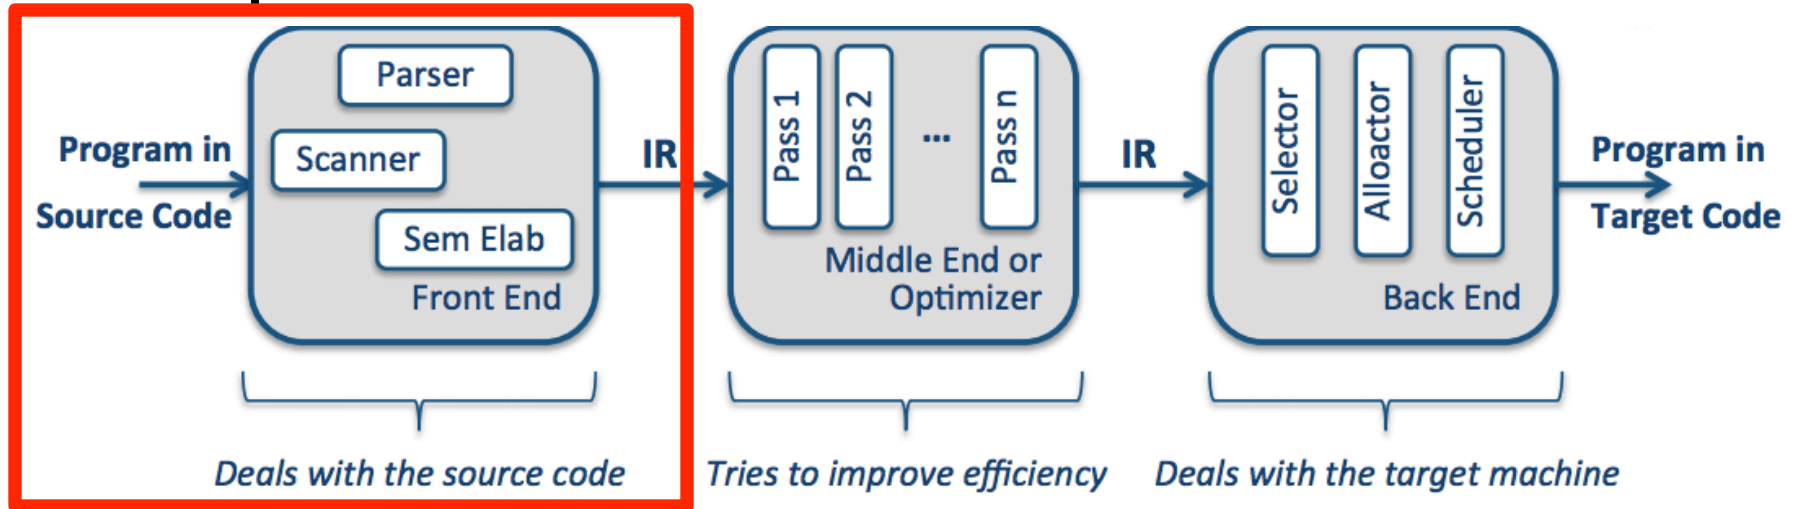 Program in
Source Code
Parser
Scanner
Sem Elab
Front End
Deals with the source code
IR
Pass 1
Pass 2
...
Pass n
Middle End or
Optimizer
Tries to improve efficiency
IR
Selector
Alloactor
Scheduler
Back End
Deals with the target machine
Program in
Target Code